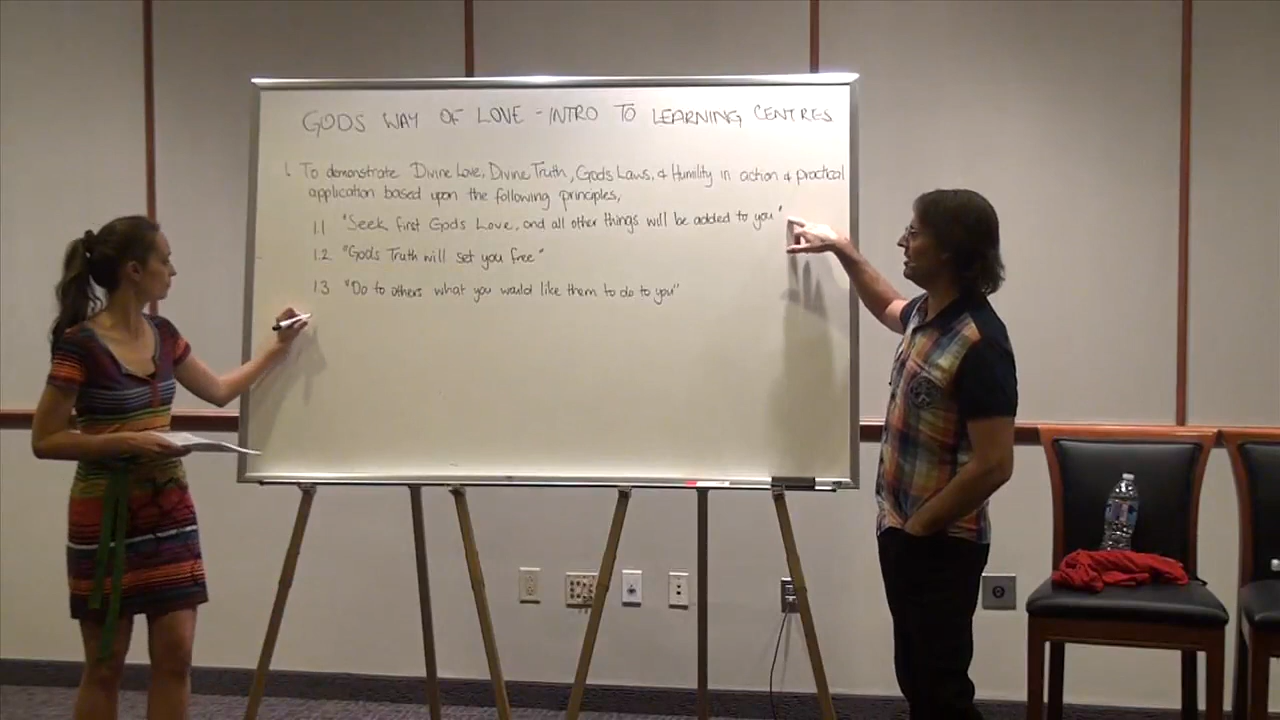 GODS WAY OF LOVE - INTRO TO LEARNING CENTRES
1. To demonstrate Divine Love, Divine Truth, Gods Laws, & Humility in action & practical
application based upon the following principles,
1.1 "Seek first Gods Love, and all other things will be added to you"
1.2 "Gods Truth will set you free"
1.3 "Do to others what you would like them to do to you"